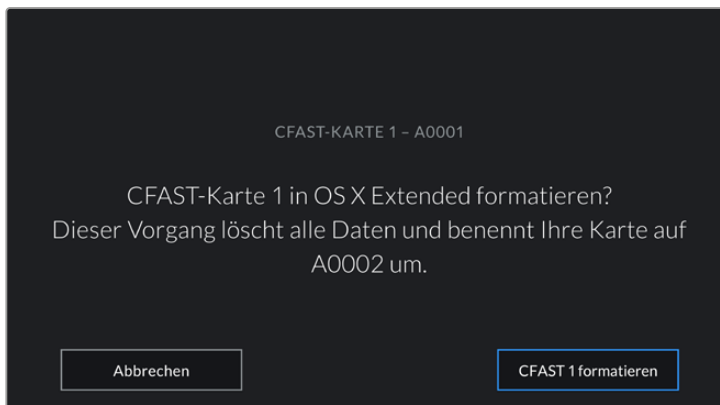 CFAST-KARTE 1 – A0001
CFAST-Karte 1 in OS X Extended formatieren?
Dieser Vorgang löscht alle Daten und benennt Ihre Karte auf
A0002 um.
Abbrechen
CFAST 1 formatieren